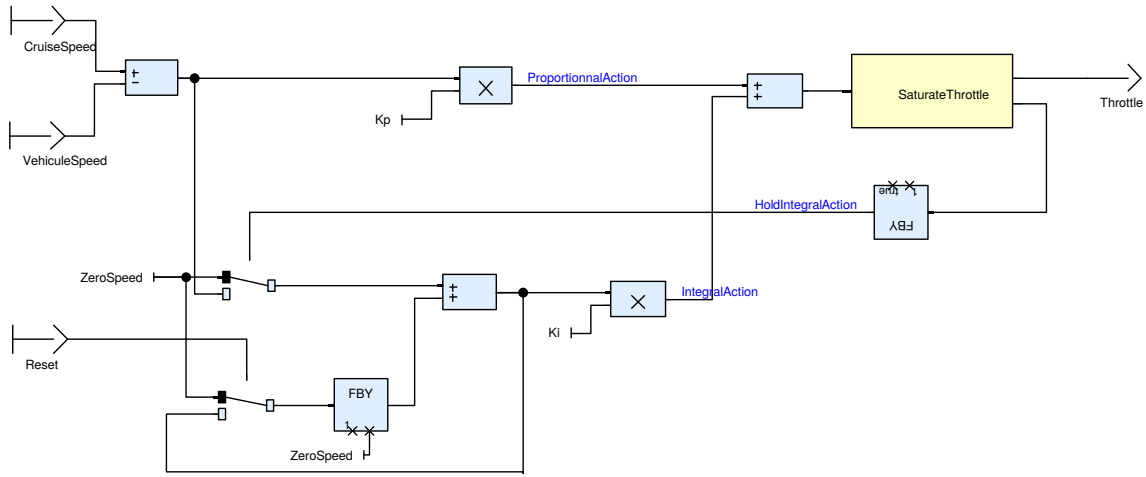 CruiseSpeed
+
−
VehiculeSpeed
×
ProportionnalAction
Kp
+
+
SaturateThrottle
Throttle
HoldIntegralAction
true
1
FBY
ZeroSpeed
+
+
×
IntegralAction
Ki
Reset
FBY
1
ZeroSpeed